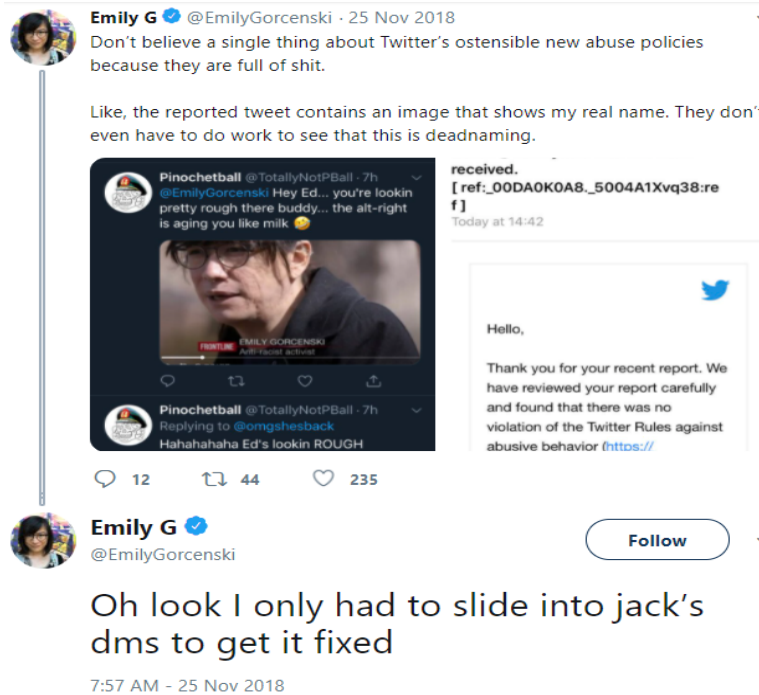 Emily G @EmilyGorcenski · 25 Nov 2018
Don't believe a single thing about Twitter's ostensible new abuse policies
because they are full of shit.
Like, the reported tweet contains an image that shows my real name. They don'
even have to do work to see that this is deadnaming.
Pinochetball @TotallyNotPBall · 7h
@EmilyGorcenski Hey Ed... you're lookin
pretty rough there buddy... the alt-right
is aging you like milk 🤣
FRONTLINE
EMILY GORCENSKI
Anti-racist activist
Pinochetball @TotallyNotPBall · 7h
Replying to @omgshesback
Hahahahaha Ed's lookin ROUGH
received.
[ref:_00DA0K0A8._5004A1Xvq38:re
f]
Today at 14:42
Hello,
Thank you for your recent report. We
have reviewed your report carefully
and found that there was no
violation of the Twitter Rules against
abusive behavior (https://
12 44 235
Emily G
@EmilyGorcenski
Follow
Oh look I only had to slide into jack's
dms to get it fixed
7:57 AM - 25 Nov 2018